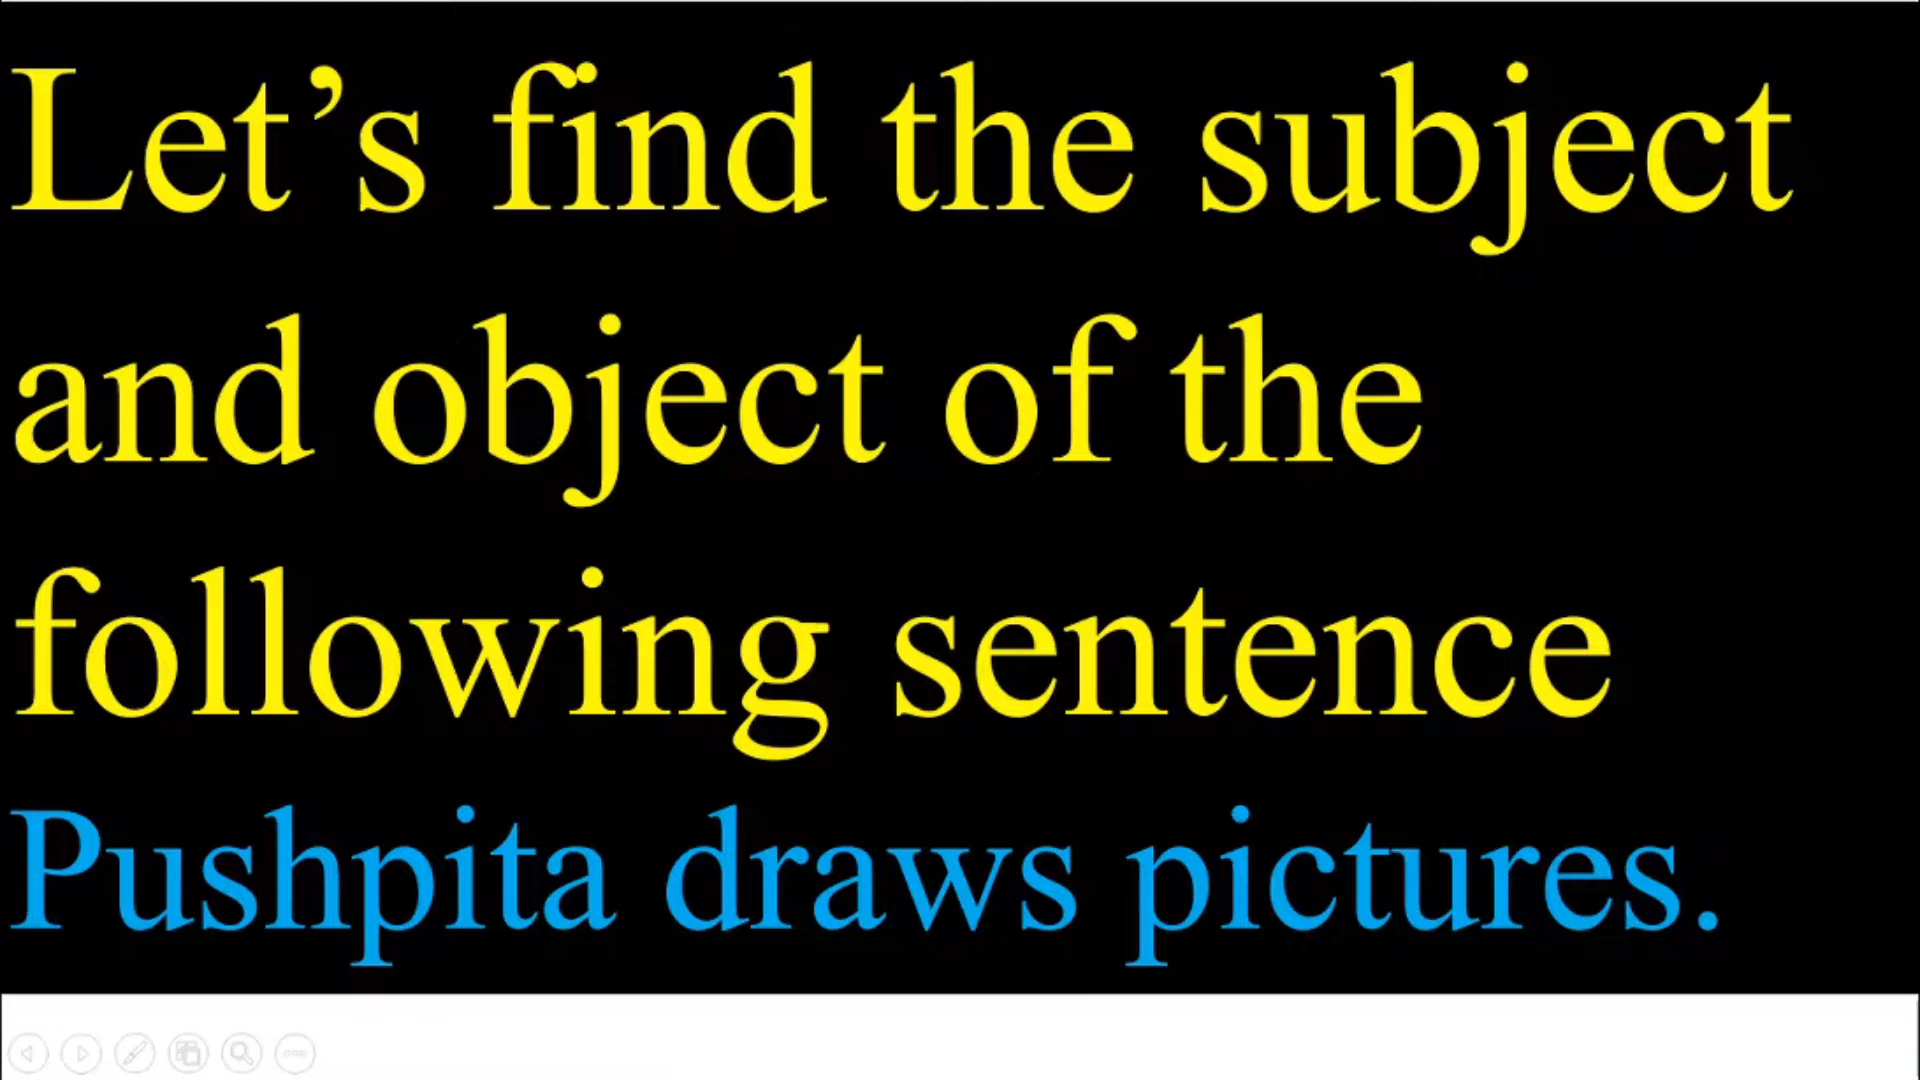 Let’s find the subject
and object of the
following sentence
Pushpita draws pictures.